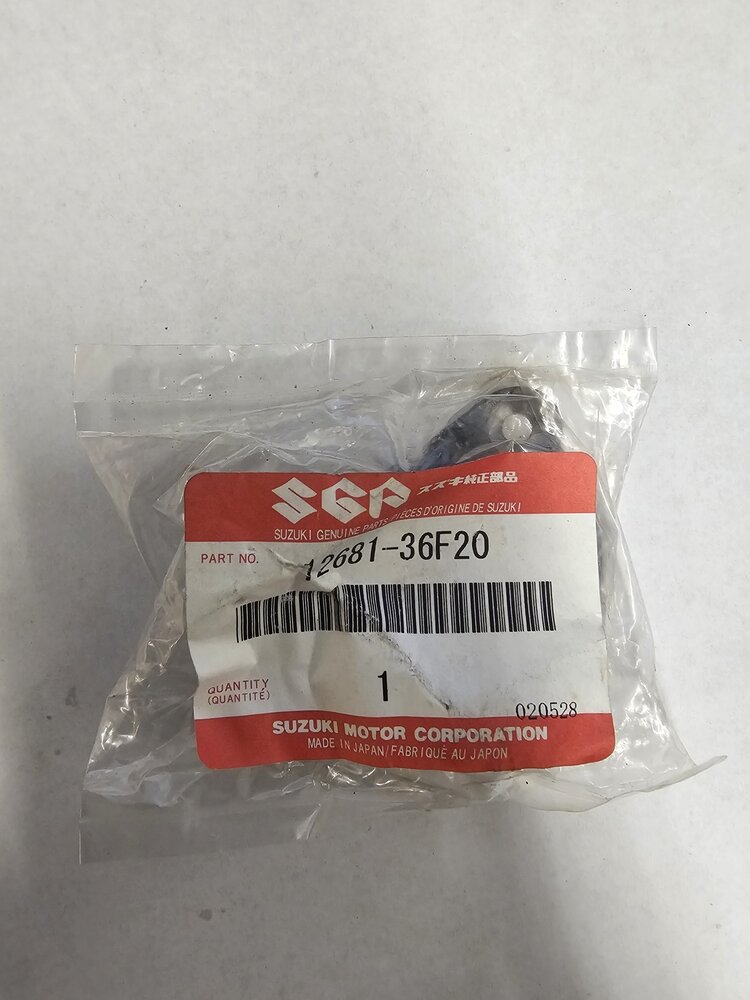 SGP スズキ純正部品
SUZUKI GENUINE PARTS PIÈCES D'ORIGINE DE SUZUKI
PART NO. 12681-36F20
QUANTITY
(QUANTITÉ)
1
020528
SUZUKI MOTOR CORPORATION
MADE IN JAPAN/FABRIQUÉ AU JAPON